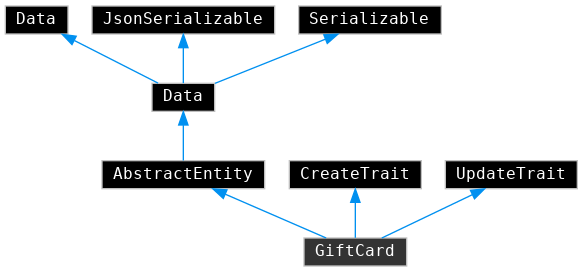 Data
JsonSerializable
Serializable
Data
AbstractEntity
CreateTrait
UpdateTrait
GiftCard